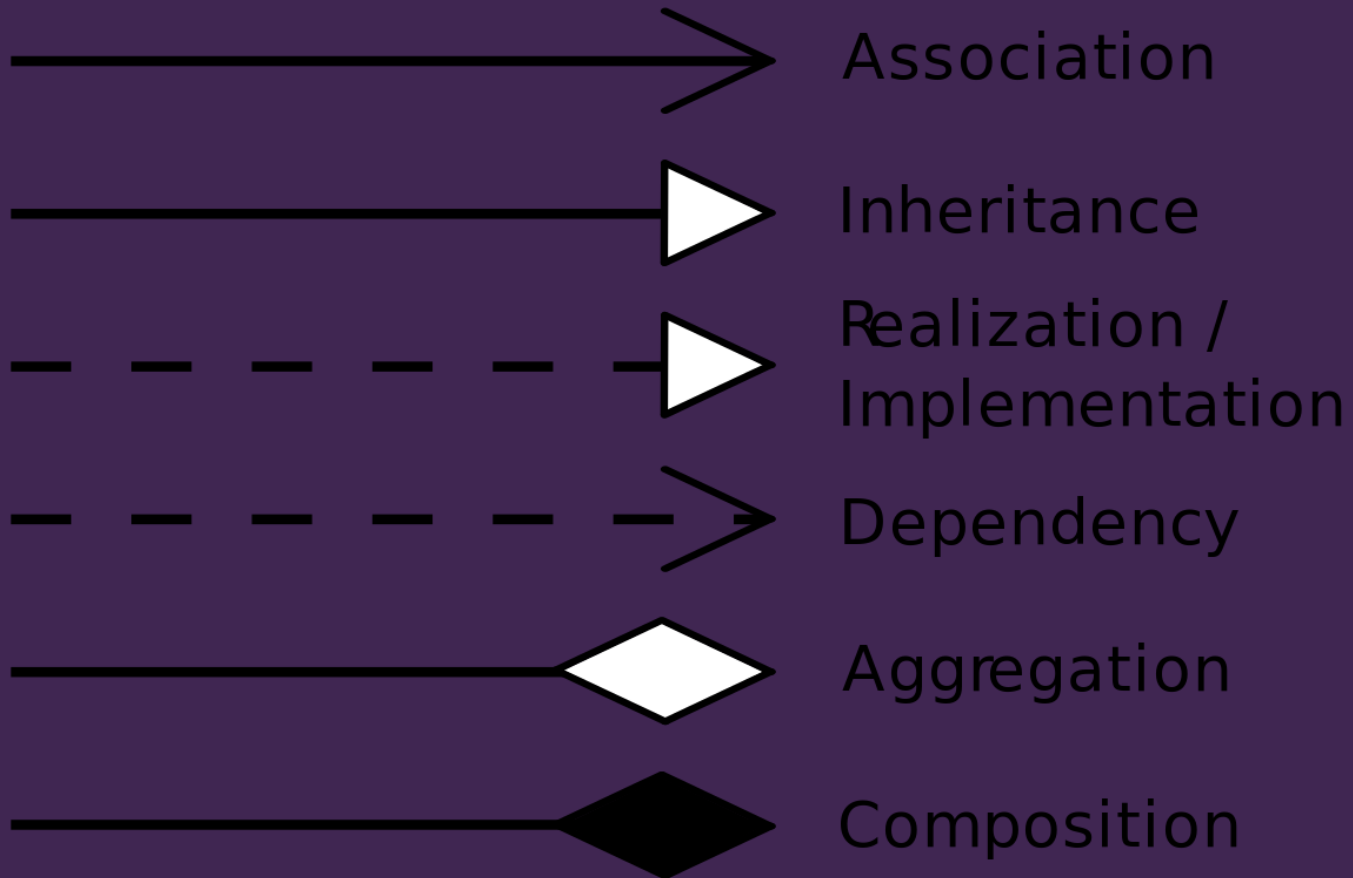 Association
Inheritance
Realization /
Implementation
Dependency
Aggregation
Composition